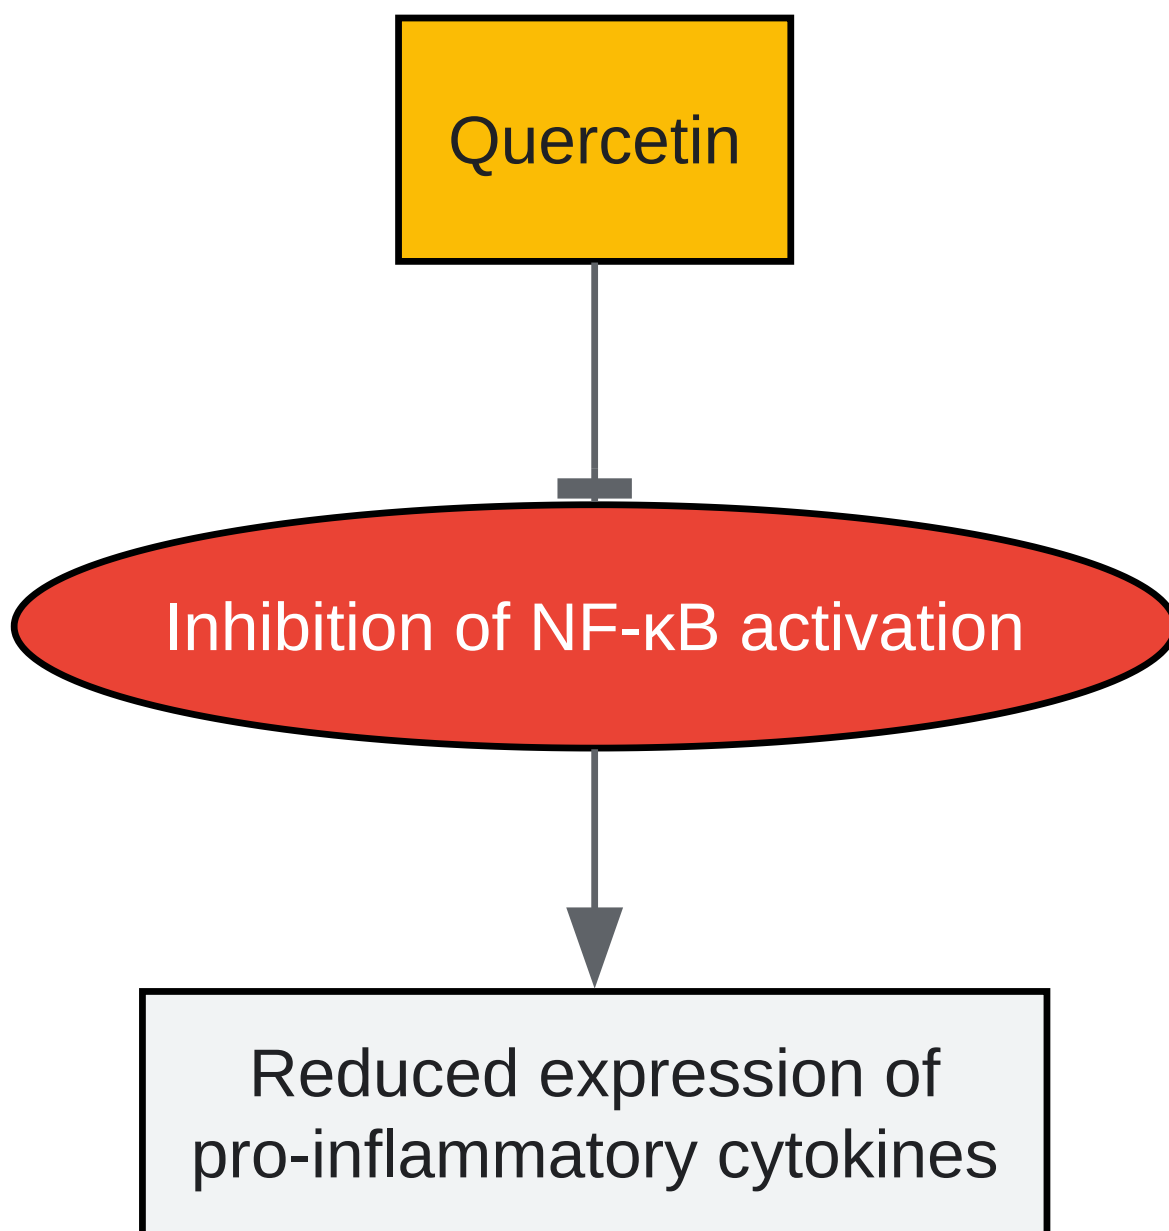 Quercetin
Inhibition of NF-κB activation
Reduced expression of
pro-inflammatory cytokines